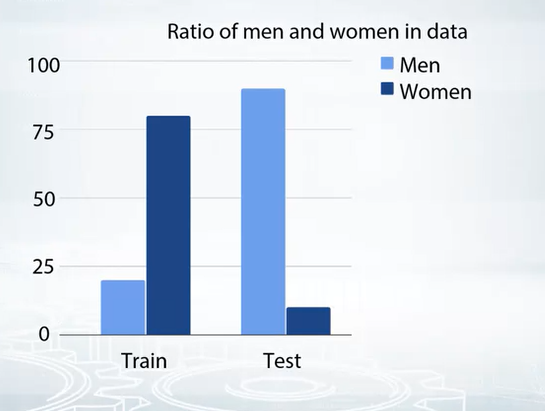 Ratio of men and women in data
Men
Women
100
75
50
25
0
Train
Test